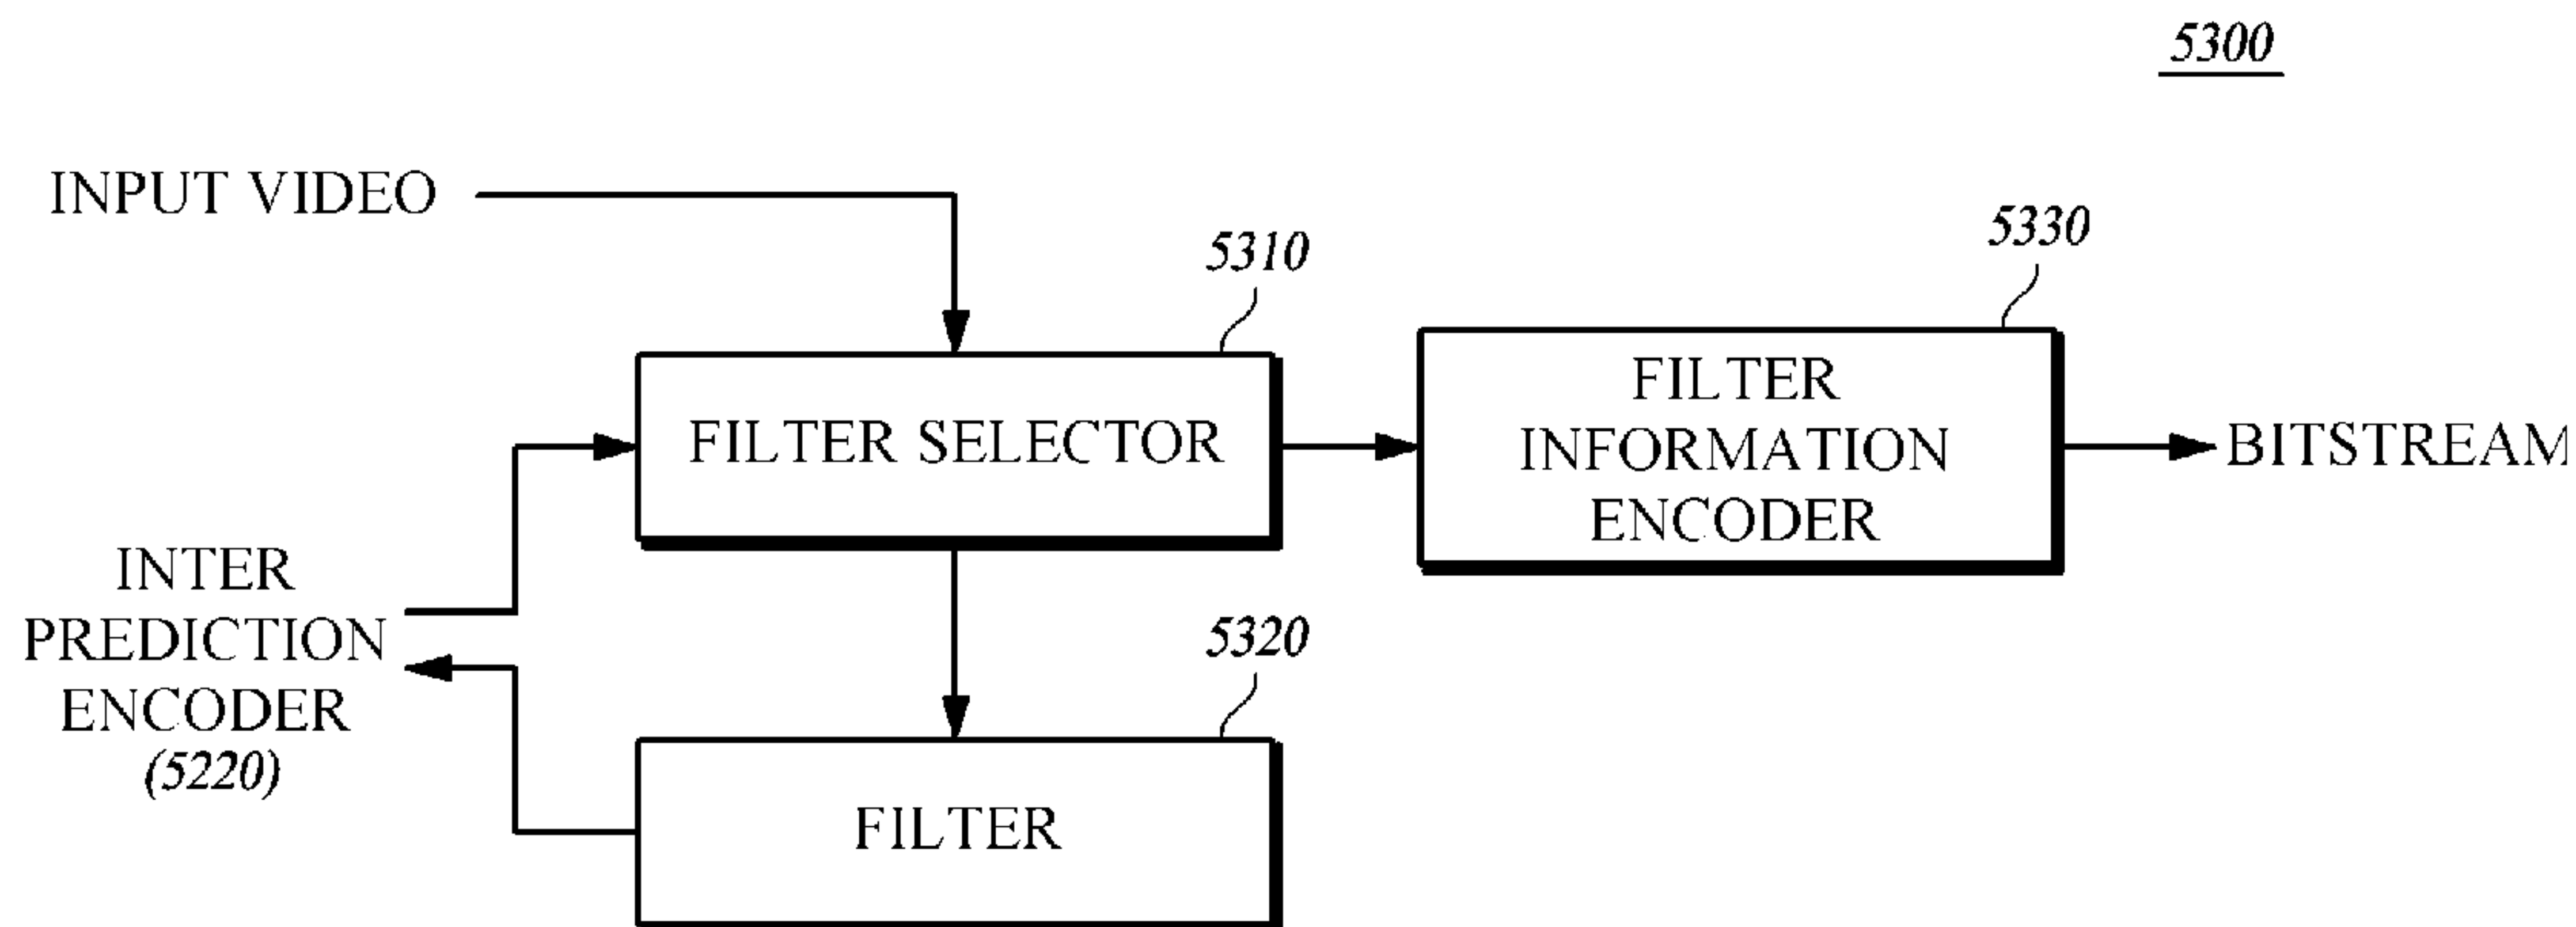 5300
INPUT VIDEO
5310
5330
FILTER SELECTOR
FILTER
INFORMATION
ENCODER
BITSTREAM
INTER
PREDICTION
ENCODER
(5220)
5320
FILTER